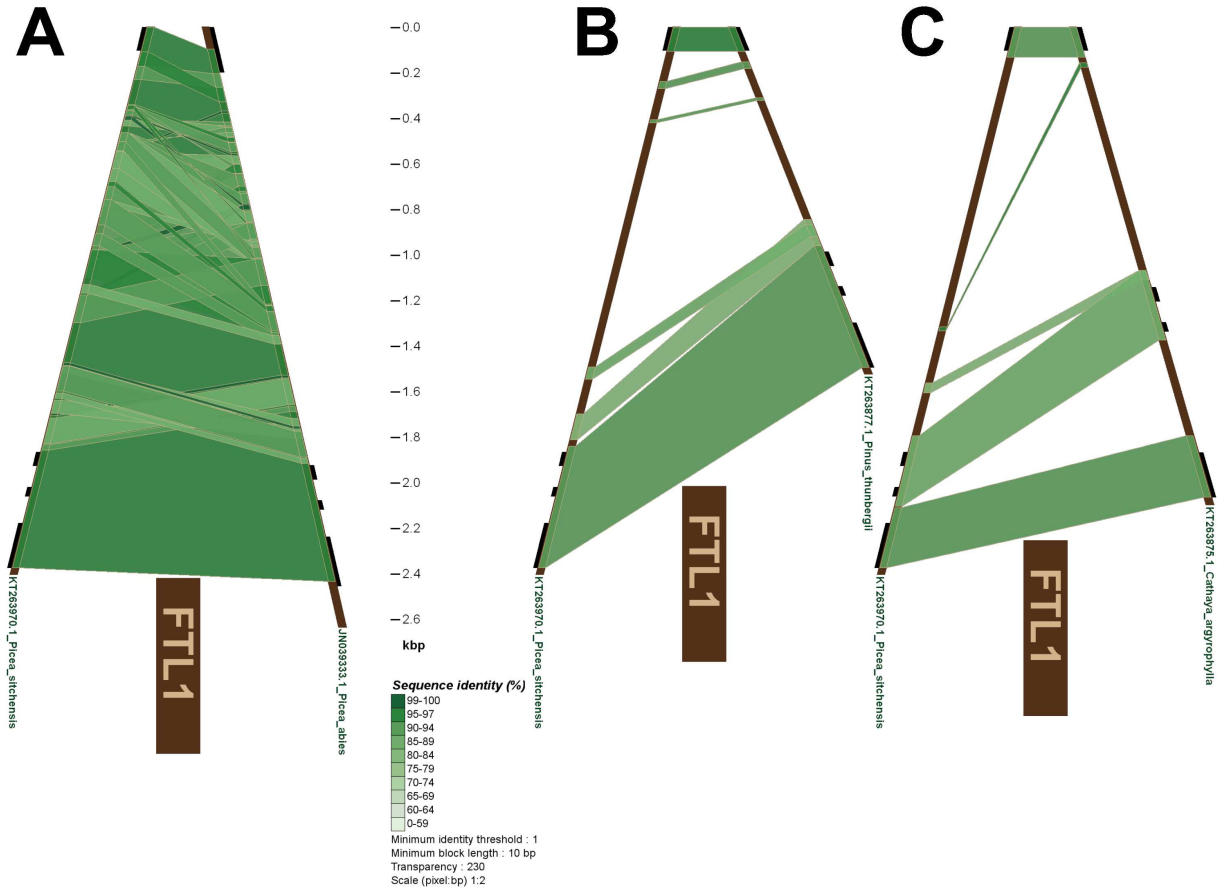 A
B
C
0.0
0.2
0.4
0.6
0.8
1.0
1.2
1.4
1.6
1.8
2.0
2.2
2.4
2.6
kbp
KT263970.1_Picea_sitchensis
FTL1
JN039333.1_Picea_abies
KT263970.1_Picea_sitchensis
FTL1
KT263877.1_Pinus_thunbergii
KT263970.1_Picea_sitchensis
FTL1
KT263875.1_Cathaya_argyrophylla
Sequence identity (%)
99-100
95-97
90-94
85-89
80-84
75-79
70-74
65-69
60-64
0-59
Minimum identity threshold : 1
Minimum block length : 10 bp
Transparency : 230
Scale (pixel:bp) 1:2